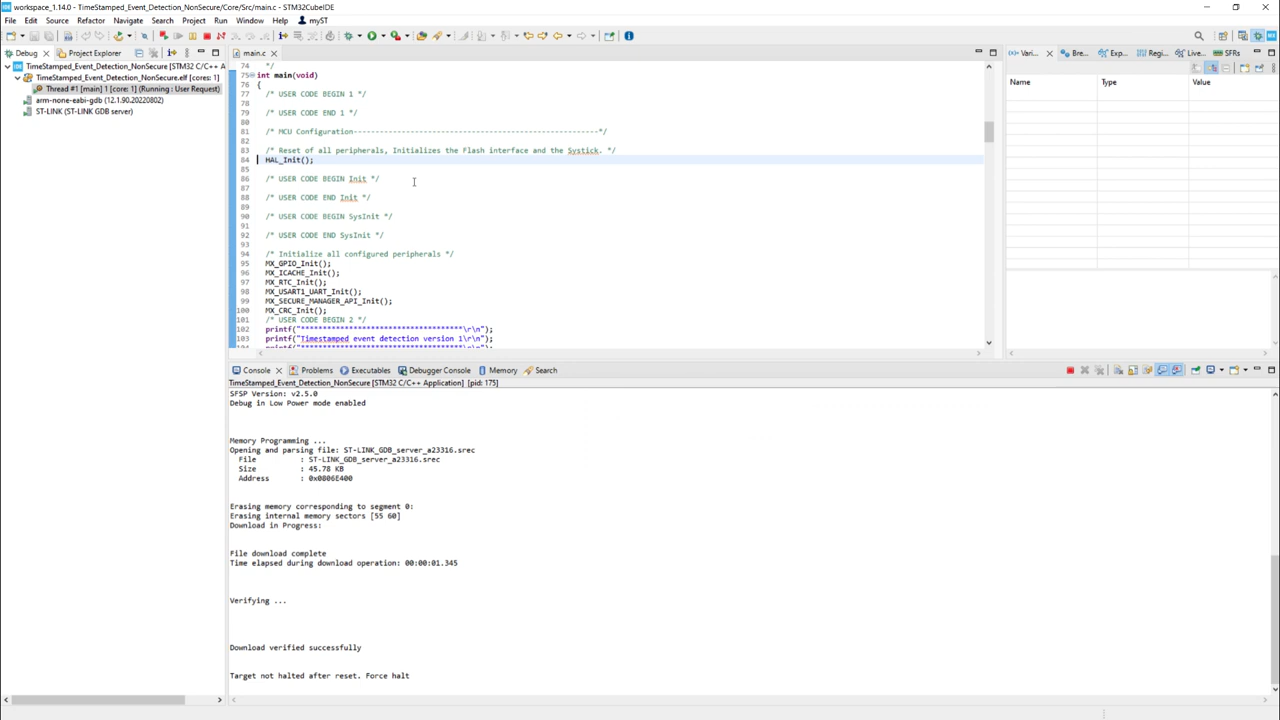 workspace_1.14.0 - TimeStamped_Event_Detection_NonSecure/Core/Src/main.c - STM32CubeIDE
File Edit Source Refactor Navigate Search Project Run Window Help myST
Debug
Project Explorer
TimeStamped_Event_Detection_NonSecure [STM32 C/C++ A
TimeStamped_Event_Detection_NonSecure.elf [cores: 1]
Thread #1 [main] 1 [core: 1] (Running : User Request)
arm-none-eabi-gdb (12.1.90.20220802)
ST-LINK (ST-LINK GDB server)
main.c
74 */
75 int main(void)
76 {
77 /* USER CODE BEGIN 1 */
78
79 /* USER CODE END 1 */
80
81 /* MCU Configuration--------------------------------------------------------*/
82
83 /* Reset of all peripherals, Initializes the Flash interface and the Systick. */
84 HAL_Init();
85
86 /* USER CODE BEGIN Init */
87
88 /* USER CODE END Init */
89
90 /* USER CODE BEGIN SysInit */
91
92 /* USER CODE END SysInit */
93
94 /* Initialize all configured peripherals */
95 MX_GPIO_Init();
96 MX_ICACHE_Init();
97 MX_RTC_Init();
98 MX_USART1_UART_Init();
99 MX_SECURE_MANAGER_API_Init();
100 MX_CRC_Init();
101 /* USER CODE BEGIN 2 */
102 printf("************************************\r\n");
103 printf("Timestamped event detection version 1\r\n");
Vari... Bre... Exp... Regi... Live... SFRs
Name Type Value
Console Problems Executables Debugger Console Memory Search
TimeStamped_Event_Detection_NonSecure [STM32 C/C++ Application] [pid: 175]
SFSP Version: v2.5.0
Debug in Low Power mode enabled
Memory Programming ...
Opening and parsing file: ST-LINK_GDB_server_a23316.srec
File : ST-LINK_GDB_server_a23316.srec
Size : 45.78 KB
Address : 0x0806E400
Erasing memory corresponding to segment 0:
Erasing internal memory sectors [55 60]
Download in Progress:
File download complete
Time elapsed during download operation: 00:00:01.345
Verifying ...
Download verified successfully
Target not halted after reset. Force halt